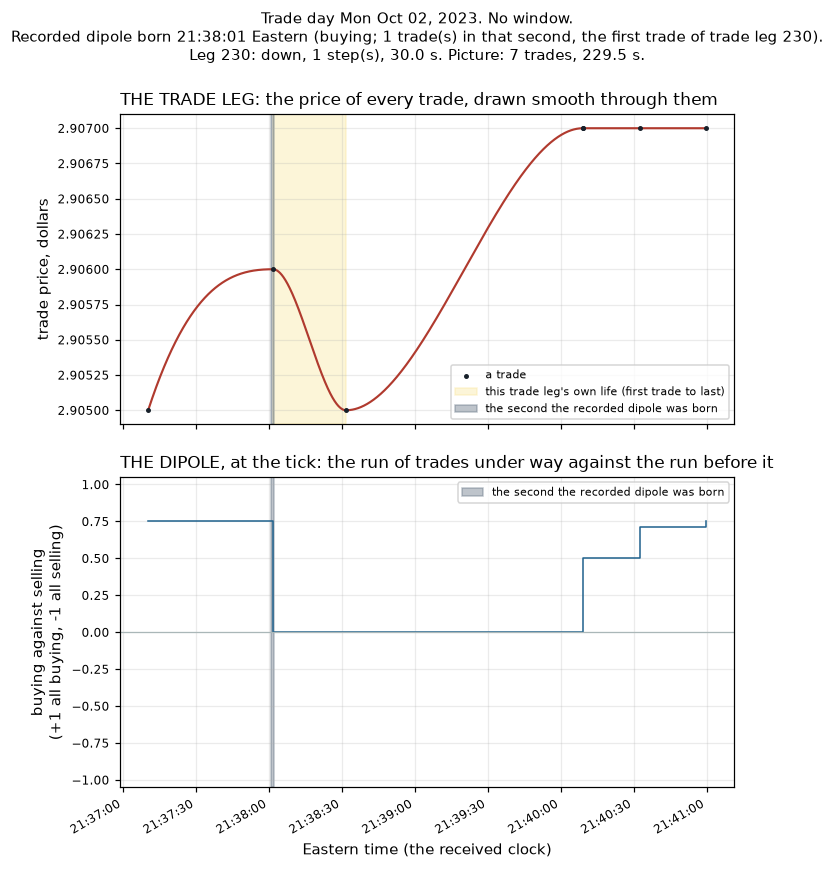 Trade day Mon Oct 02, 2023. No window.
Recorded dipole born 21:38:01 Eastern (buying; 1 trade(s) in that second, the first trade of trade leg 230).
Leg 230: down, 1 step(s), 30.0 s. Picture: 7 trades, 229.5 s.
THE TRADE LEG: the price of every trade, drawn smooth through them
2.90700
2.90675
2.90650
2.90625
2.90600
2.90575
2.90550
2.90525
2.90500
trade price, dollars
a trade
this trade leg's own life (first trade to last)
the second the recorded dipole was born
THE DIPOLE, at the tick: the run of trades under way against the run before it
the second the recorded dipole was born
1.00
0.75
0.50
0.25
0.00
−0.25
−0.50
−0.75
−1.00
buying against selling
(+1 all buying, -1 all selling)
21:37:00
21:37:30
21:38:00
21:38:30
21:39:00
21:39:30
21:40:00
21:40:30
21:41:00
Eastern time (the received clock)